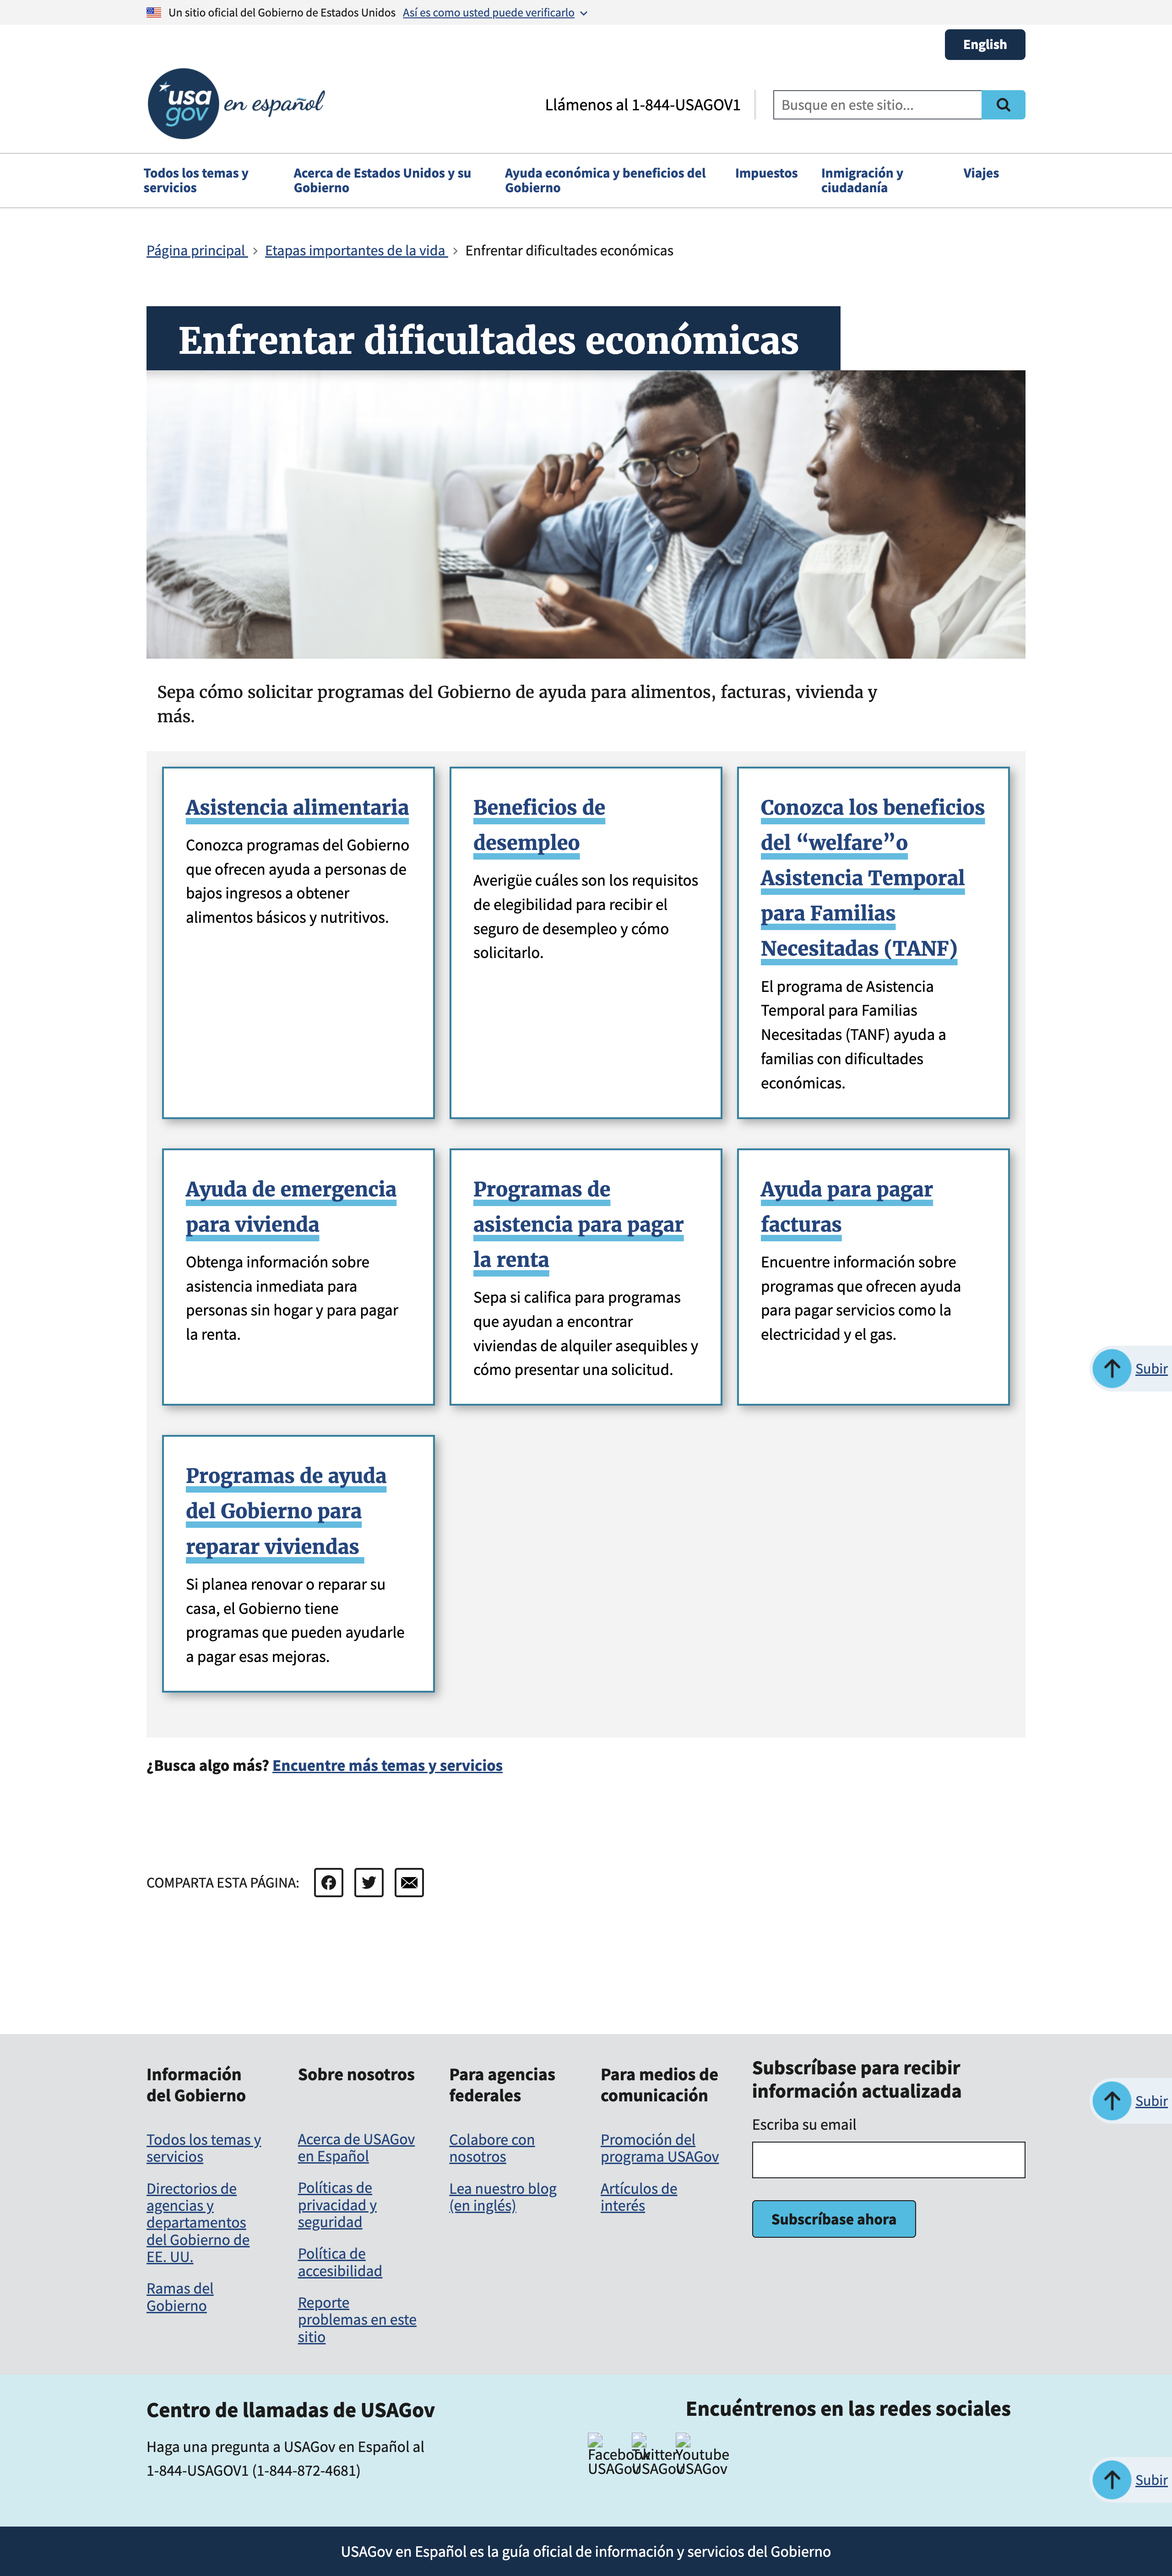 Un sitio oficial del Gobierno de Estados Unidos Así es como usted puede verificarlo
English
usa
gov
en español
Llámenos al 1-844-USAGOV1
Busque en este sitio...
Todos los temas y
servicios
Acerca de Estados Unidos y su
Gobierno
Ayuda económica y beneficios del
Gobierno
Impuestos
Inmigración y
ciudadanía
Viajes
Página principal > Etapas importantes de la vida > Enfrentar dificultades económicas
Enfrentar dificultades económicas
Sepa cómo solicitar programas del Gobierno de ayuda para alimentos, facturas, vivienda y
más.
Asistencia alimentaria
Conozca programas del Gobierno
que ofrecen ayuda a personas de
bajos ingresos a obtener
alimentos básicos y nutritivos.
Beneficios de
desempleo
Averigüe cuáles son los requisitos
de elegibilidad para recibir el
seguro de desempleo y cómo
solicitarlo.
Conozca los beneficios
del “welfare”o
Asistencia Temporal
para Familias
Necesitadas (TANF)
El programa de Asistencia
Temporal para Familias
Necesitadas (TANF) ayuda a
familias con dificultades
económicas.
Ayuda de emergencia
para vivienda
Obtenga información sobre
asistencia inmediata para
personas sin hogar y para pagar
la renta.
Programas de
asistencia para pagar
la renta
Sepa si califica para programas
que ayudan a encontrar
viviendas de alquiler asequibles y
cómo presentar una solicitud.
Ayuda para pagar
facturas
Encuentre información sobre
programas que ofrecen ayuda
para pagar servicios como la
electricidad y el gas.
Subir
Programas de ayuda
del Gobierno para
reparar viviendas
Si planea renovar o reparar su
casa, el Gobierno tiene
programas que pueden ayudarle
a pagar esas mejoras.
¿Busca algo más? Encuentre más temas y servicios
COMPARTA ESTA PÁGINA:
Información
del Gobierno
Todos los temas y
servicios
Directorios de
agencias y
departamentos
del Gobierno de
EE. UU.
Ramas del
Gobierno
Sobre nosotros
Acerca de USAGov
en Español
Políticas de
privacidad y
seguridad
Política de
accesibilidad
Reporte
problemas en este
sitio
Para agencias
federales
Colabore con
nosotros
Lea nuestro blog
(en inglés)
Para medios de
comunicación
Promoción del
programa USAGov
Artículos de
interés
Subscríbase para recibir
información actualizada
Escriba su email
Subscríbase ahora
Subir
Centro de llamadas de USAGov
Haga una pregunta a USAGov en Español al
1-844-USAGOV1 (1-844-872-4681)
Encuéntrenos en las redes sociales
Facebook
USAGov
Twitter
USAGov
Youtube
USAGov
Subir
USAGov en Español es la guía oficial de información y servicios del Gobierno